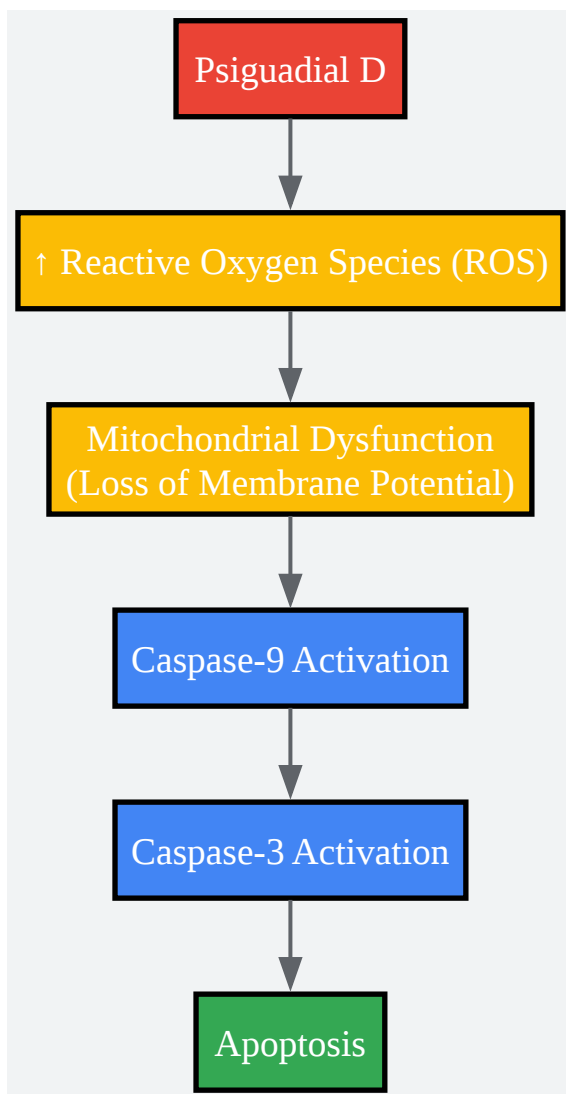 Psiguadial D
↑ Reactive Oxygen Species (ROS)
Mitochondrial Dysfunction
(Loss of Membrane Potential)
Caspase-9 Activation
Caspase-3 Activation
Apoptosis